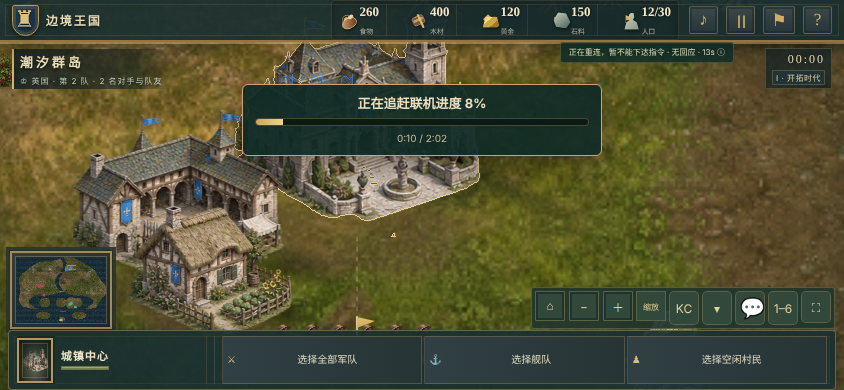 边境王国
260
食物
400
木材
120
黄金
150
石料
12/30
人口
?
潮汐群岛
英国 · 第 2 队 · 2 名对手与队友
正在重连，暂不能下达指令 · 无回应 · 13s ⓘ
00:00
I · 开拓时代
正在追赶联机进度 8%
0:10 / 2:02
缩放
KC
1–6
城镇中心
选择全部军队
选择舰队
选择空闲村民